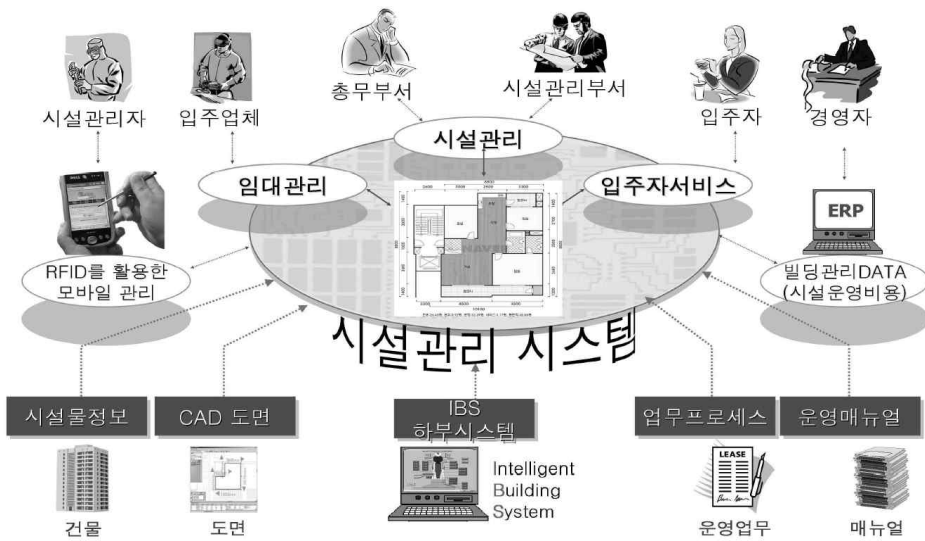 총무부서
시설관리부서
시설관리자
입주업체
입주자
경영자
시설관리
임대관리
입주자서비스
ERP
RFID를 활용한
모바일 관리
NAVER
빌딩관리DATA
(시설운영비용)
시설관리 시스템
시설물정보
CAD 도면
IBS
하부시스템
업무프로세스
운영매뉴얼
LEASE
Intelligent
Building
System
건물
도면
운영업무
매뉴얼